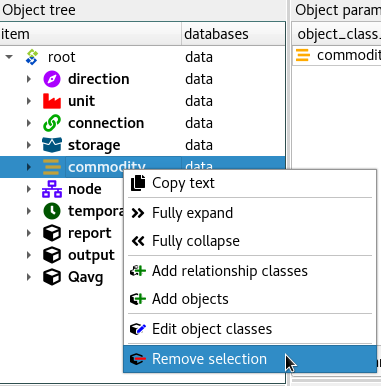 Object tree
Object param
item
databases
object_class_
root
data
commodit
direction
data
unit
data
connection
data
storage
data
commodity
data
node
tempora
report
output
Qavg
Copy text
Fully expand
Fully collapse
Add relationship classes
Add objects
Edit object classes
Remove selection